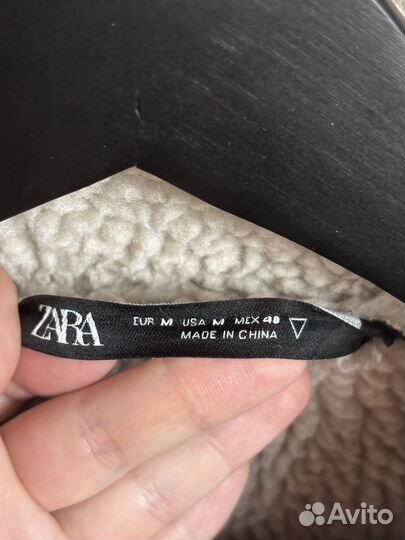 ZARA
EUR M USA M MEX 40
MADE IN CHINA
Avito